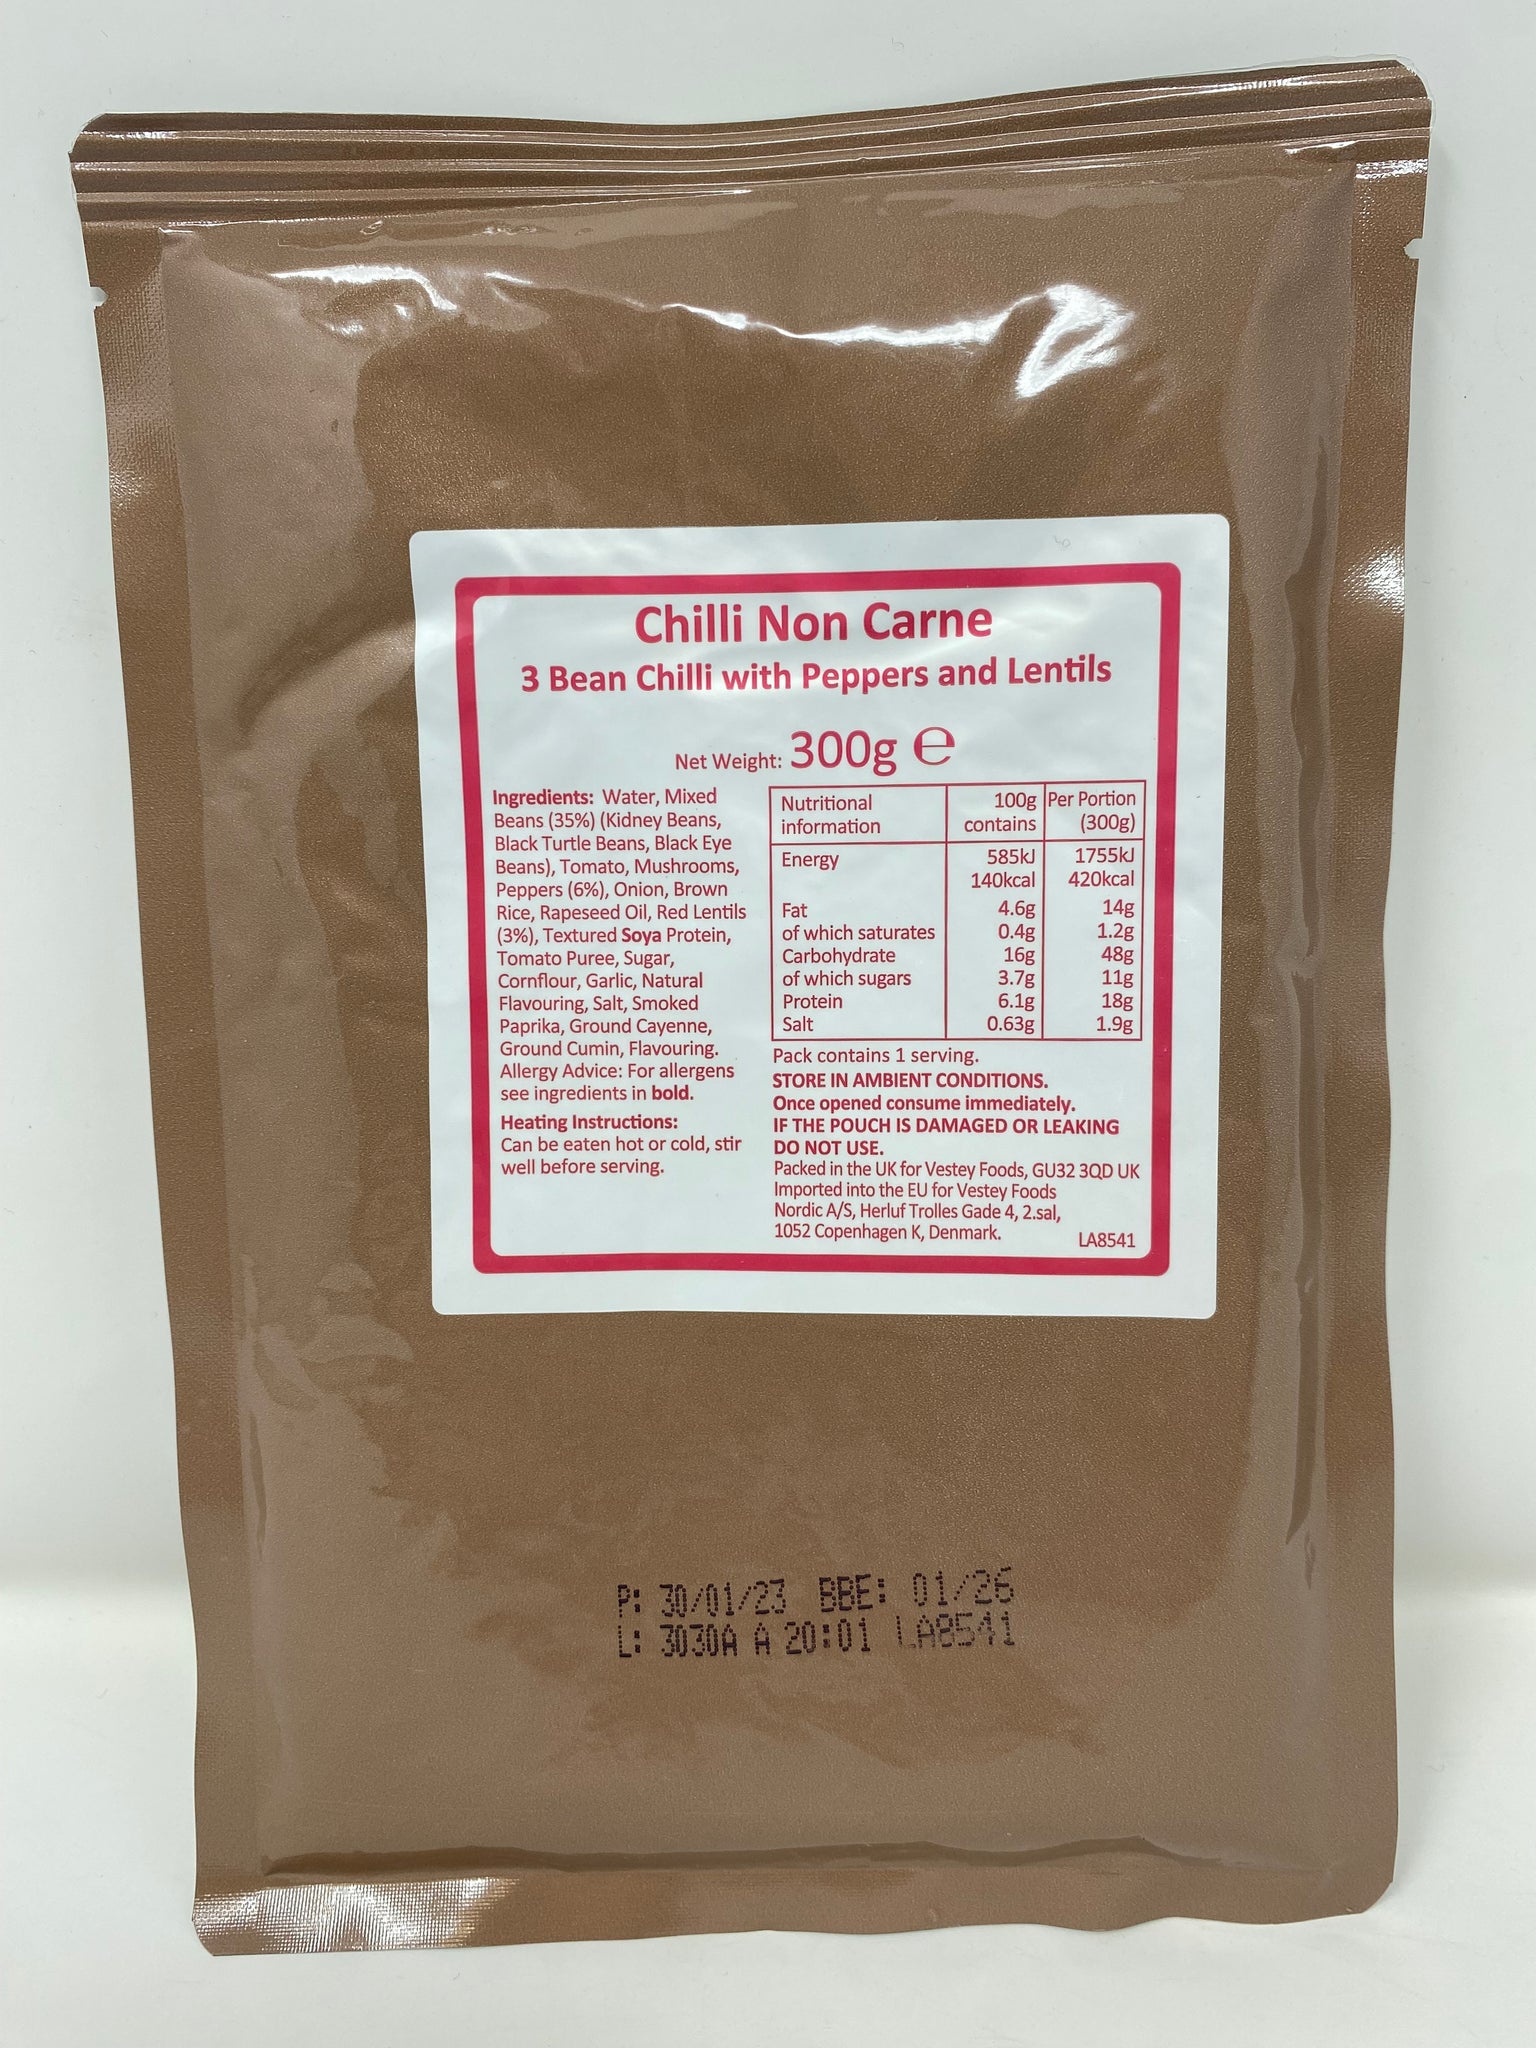 Chilli Non Carne
3 Bean Chilli with Peppers and Lentils
Net Weight: 300g ℮
Ingredients: Water, Mixed
Beans (35%) (Kidney Beans,
Black Turtle Beans, Black Eye
Beans), Tomato, Mushrooms,
Peppers (6%), Onion, Brown
Rice, Rapeseed Oil, Red Lentils
(3%), Textured Soya Protein,
Tomato Puree, Sugar,
Cornflour, Garlic, Natural
Flavouring, Salt, Smoked
Paprika, Ground Cayenne,
Ground Cumin, Flavouring.
Allergy Advice: For allergens
see ingredients in bold.
Heating Instructions:
Can be eaten hot or cold, stir
well before serving.
Nutritional 100g Per Portion
information contains (300g)
Energy 585kJ 1755kJ
140kcal 420kcal
Fat 4.6g 14g
of which saturates 0.4g 1.2g
Carbohydrate 16g 48g
of which sugars 3.7g 11g
Protein 6.1g 18g
Salt 0.63g 1.9g
Pack contains 1 serving.
STORE IN AMBIENT CONDITIONS.
Once opened consume immediately.
IF THE POUCH IS DAMAGED OR LEAKING
DO NOT USE.
Packed in the UK for Vestey Foods, GU32 3QD UK
Imported into the EU for Vestey Foods
Nordic A/S, Herluf Trolles Gade 4, 2.sal,
1052 Copenhagen K, Denmark.
LA8541
P: 30/01/23 BBE: 01/26
L: 3030A A 20:01 LA8541